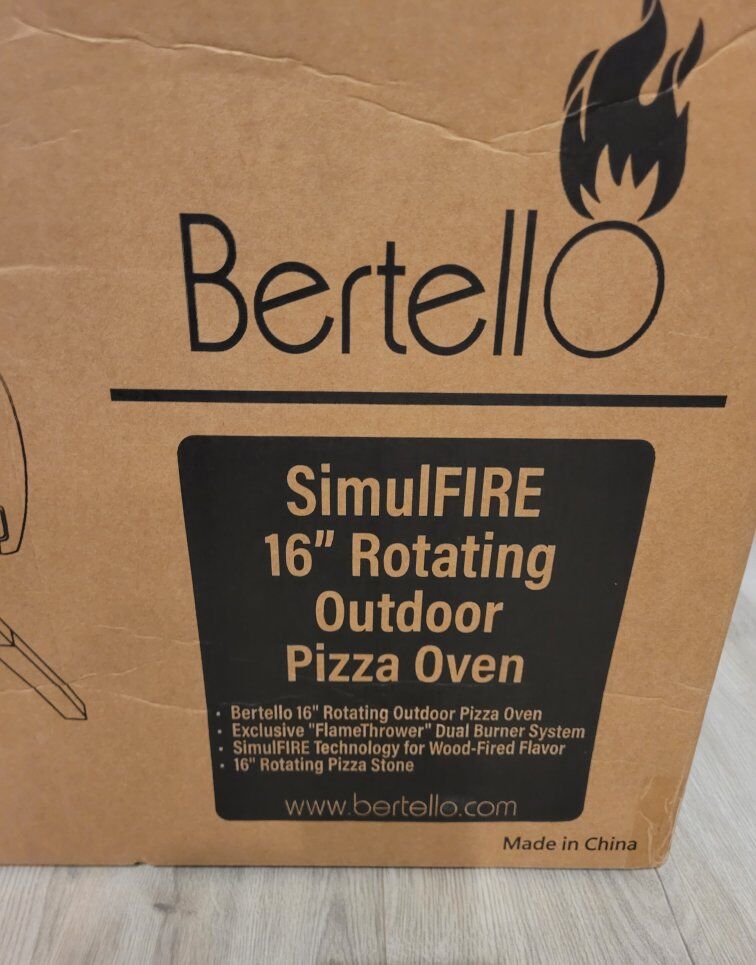 Bertello
SimulFIRE
16" Rotating
Outdoor
Pizza Oven
· Bertello 16" Rotating Outdoor Pizza Oven
· Exclusive "FlameThrower" Dual Burner System
· SimulFIRE Technology for Wood-Fired Flavor
· 16" Rotating Pizza Stone
www.bertello.com
Made in China